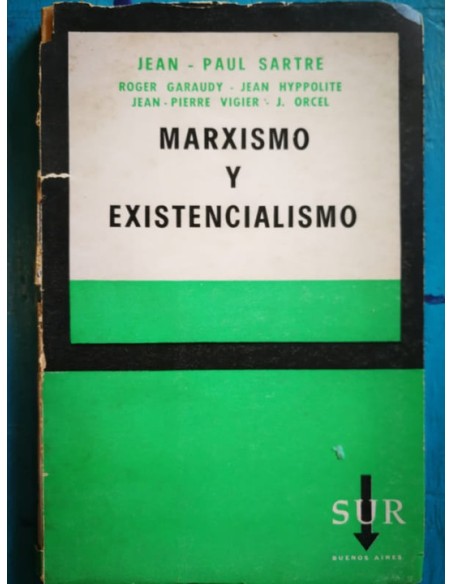 JEAN - PAUL SARTRE
ROGER GARAUDY - JEAN HYPPOLITE
JEAN-PIERRE VIGIER - J. ORCEL
MARXISMO
Y
EXISTENCIALISMO
SUR
BUENOS AIRES